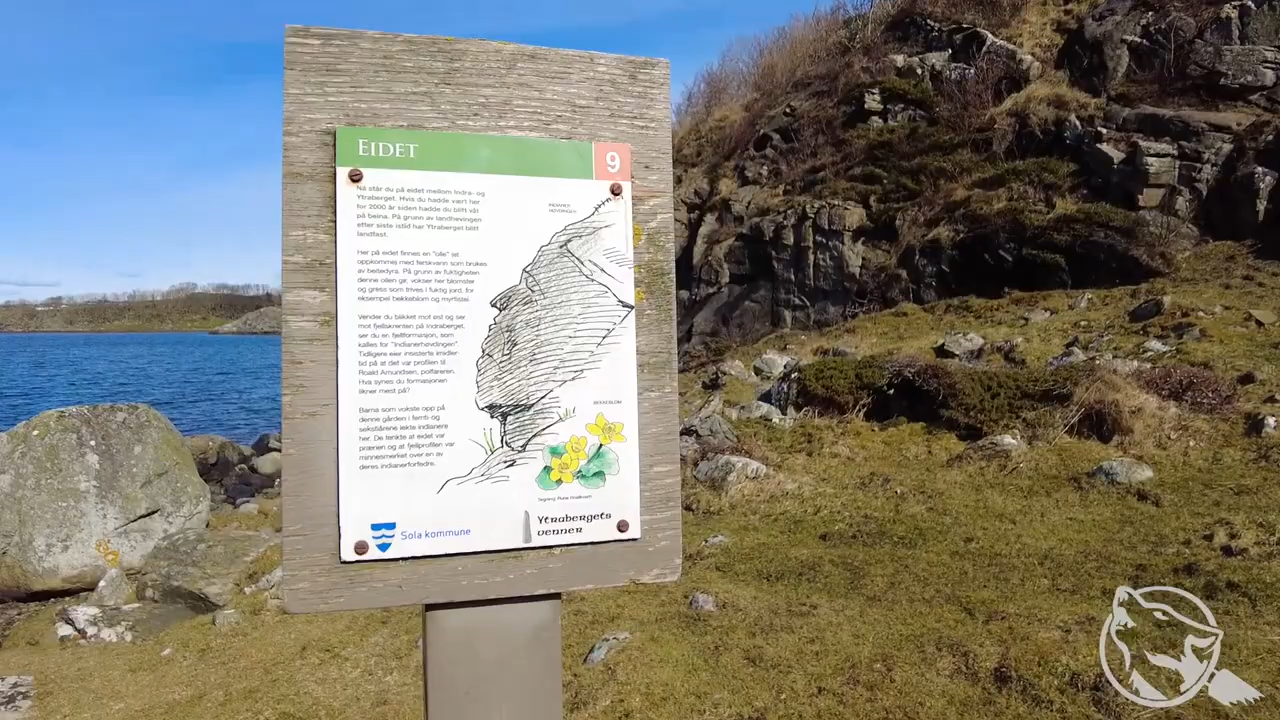 EIDET
9
Nå står du på eidet mellom Indra- og
Ytraberget. Hvis du hadde vært her
for 2000 år siden hadde du blitt våt
på beina. På grunn av landhevingen
etter siste istid har Ytraberget blitt
landfast.
INDIANER-
HØVDINGEN
Her på eidet finnes en "olle" (et
oppkomme) med ferskvann som brukes
av beitedyra. På grunn av fuktigheten
denne ollen gir, vokser her blomster
og gress som trives i fuktig jord, for
eksempel bekkeblom og myrtistel.
Vender du blikket mot øst og ser
mot fjellskrenten på Indraberget,
ser du en fjellformasjon, som
kalles for "Indianerhøvdingen".
Tidligere eier insisterte imidler-
tid på at det var profilen til
Roald Amundsen, polfareren.
Hva synes du formasjonen
likner mest på?
BEKKEBLOM
Barna som vokste opp på
denne gården i femti-og
sekstiårene lekte indianere
her. De tenkte at eidet var
prærien og at fjellprofilen var
minnesmerket over en av
deres indianerforfedre.
Tegning: Rune
Sola kommune
Ytrabergets
venner